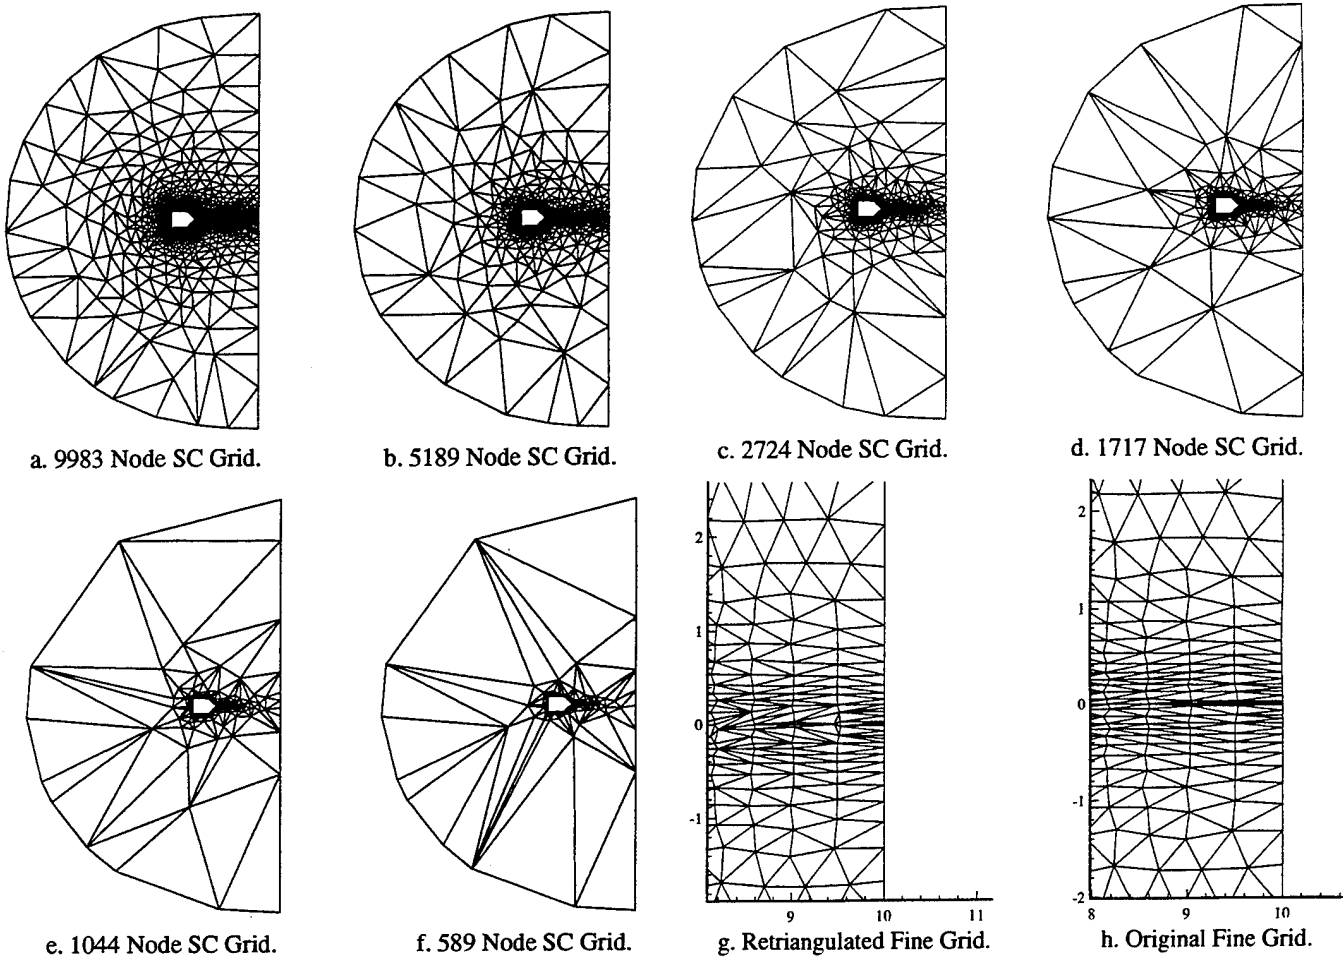 a. 9983 Node SC Grid.
b. 5189 Node SC Grid.
c. 2724 Node SC Grid.
d. 1717 Node SC Grid.
e. 1044 Node SC Grid.
f. 589 Node SC Grid.
2
1
0
-1
9
10
11
g. Retriangulated Fine Grid.
2
1
0
-1
-2
8
9
10
h. Original Fine Grid.